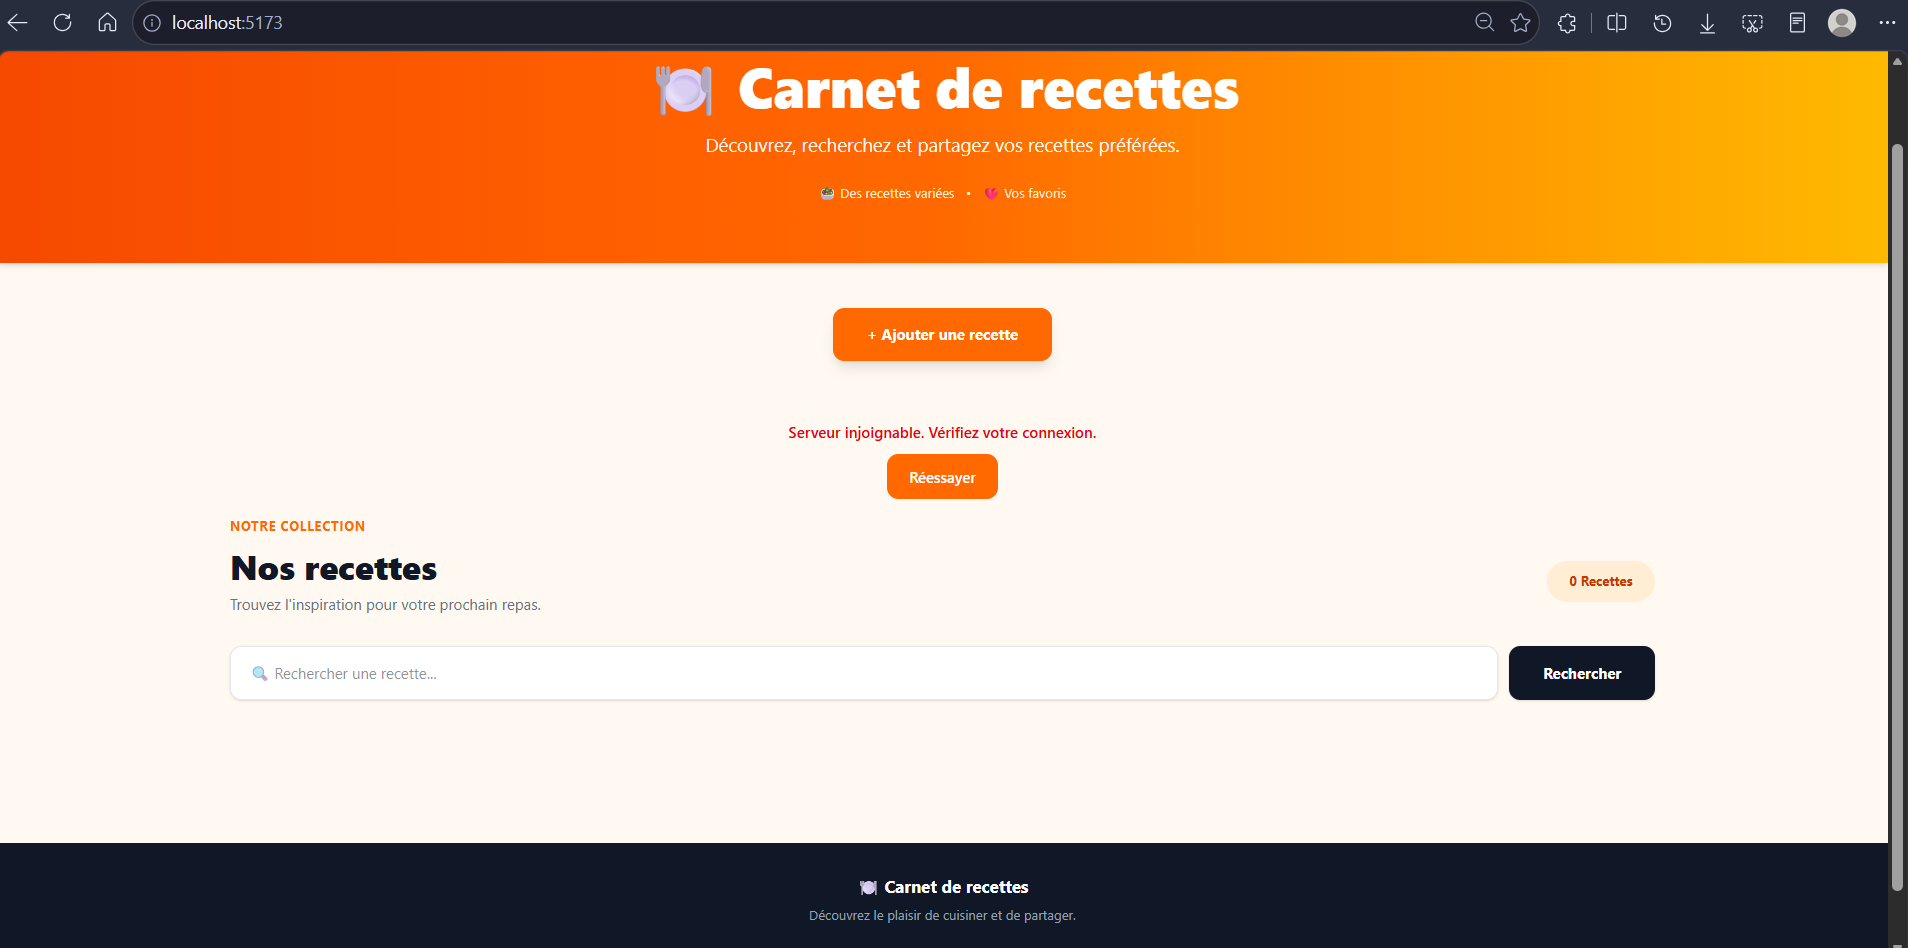 localhost:5173
Carnet de recettes
Découvrez, recherchez et partagez vos recettes préférées.
Des recettes variées • Vos favoris
+ Ajouter une recette
Serveur injoignable. Vérifiez votre connexion.
Réessayer
NOTRE COLLECTION
Nos recettes
0 Recettes
Trouvez l'inspiration pour votre prochain repas.
Rechercher une recette...
Rechercher
Carnet de recettes
Découvrez le plaisir de cuisiner et de partager.